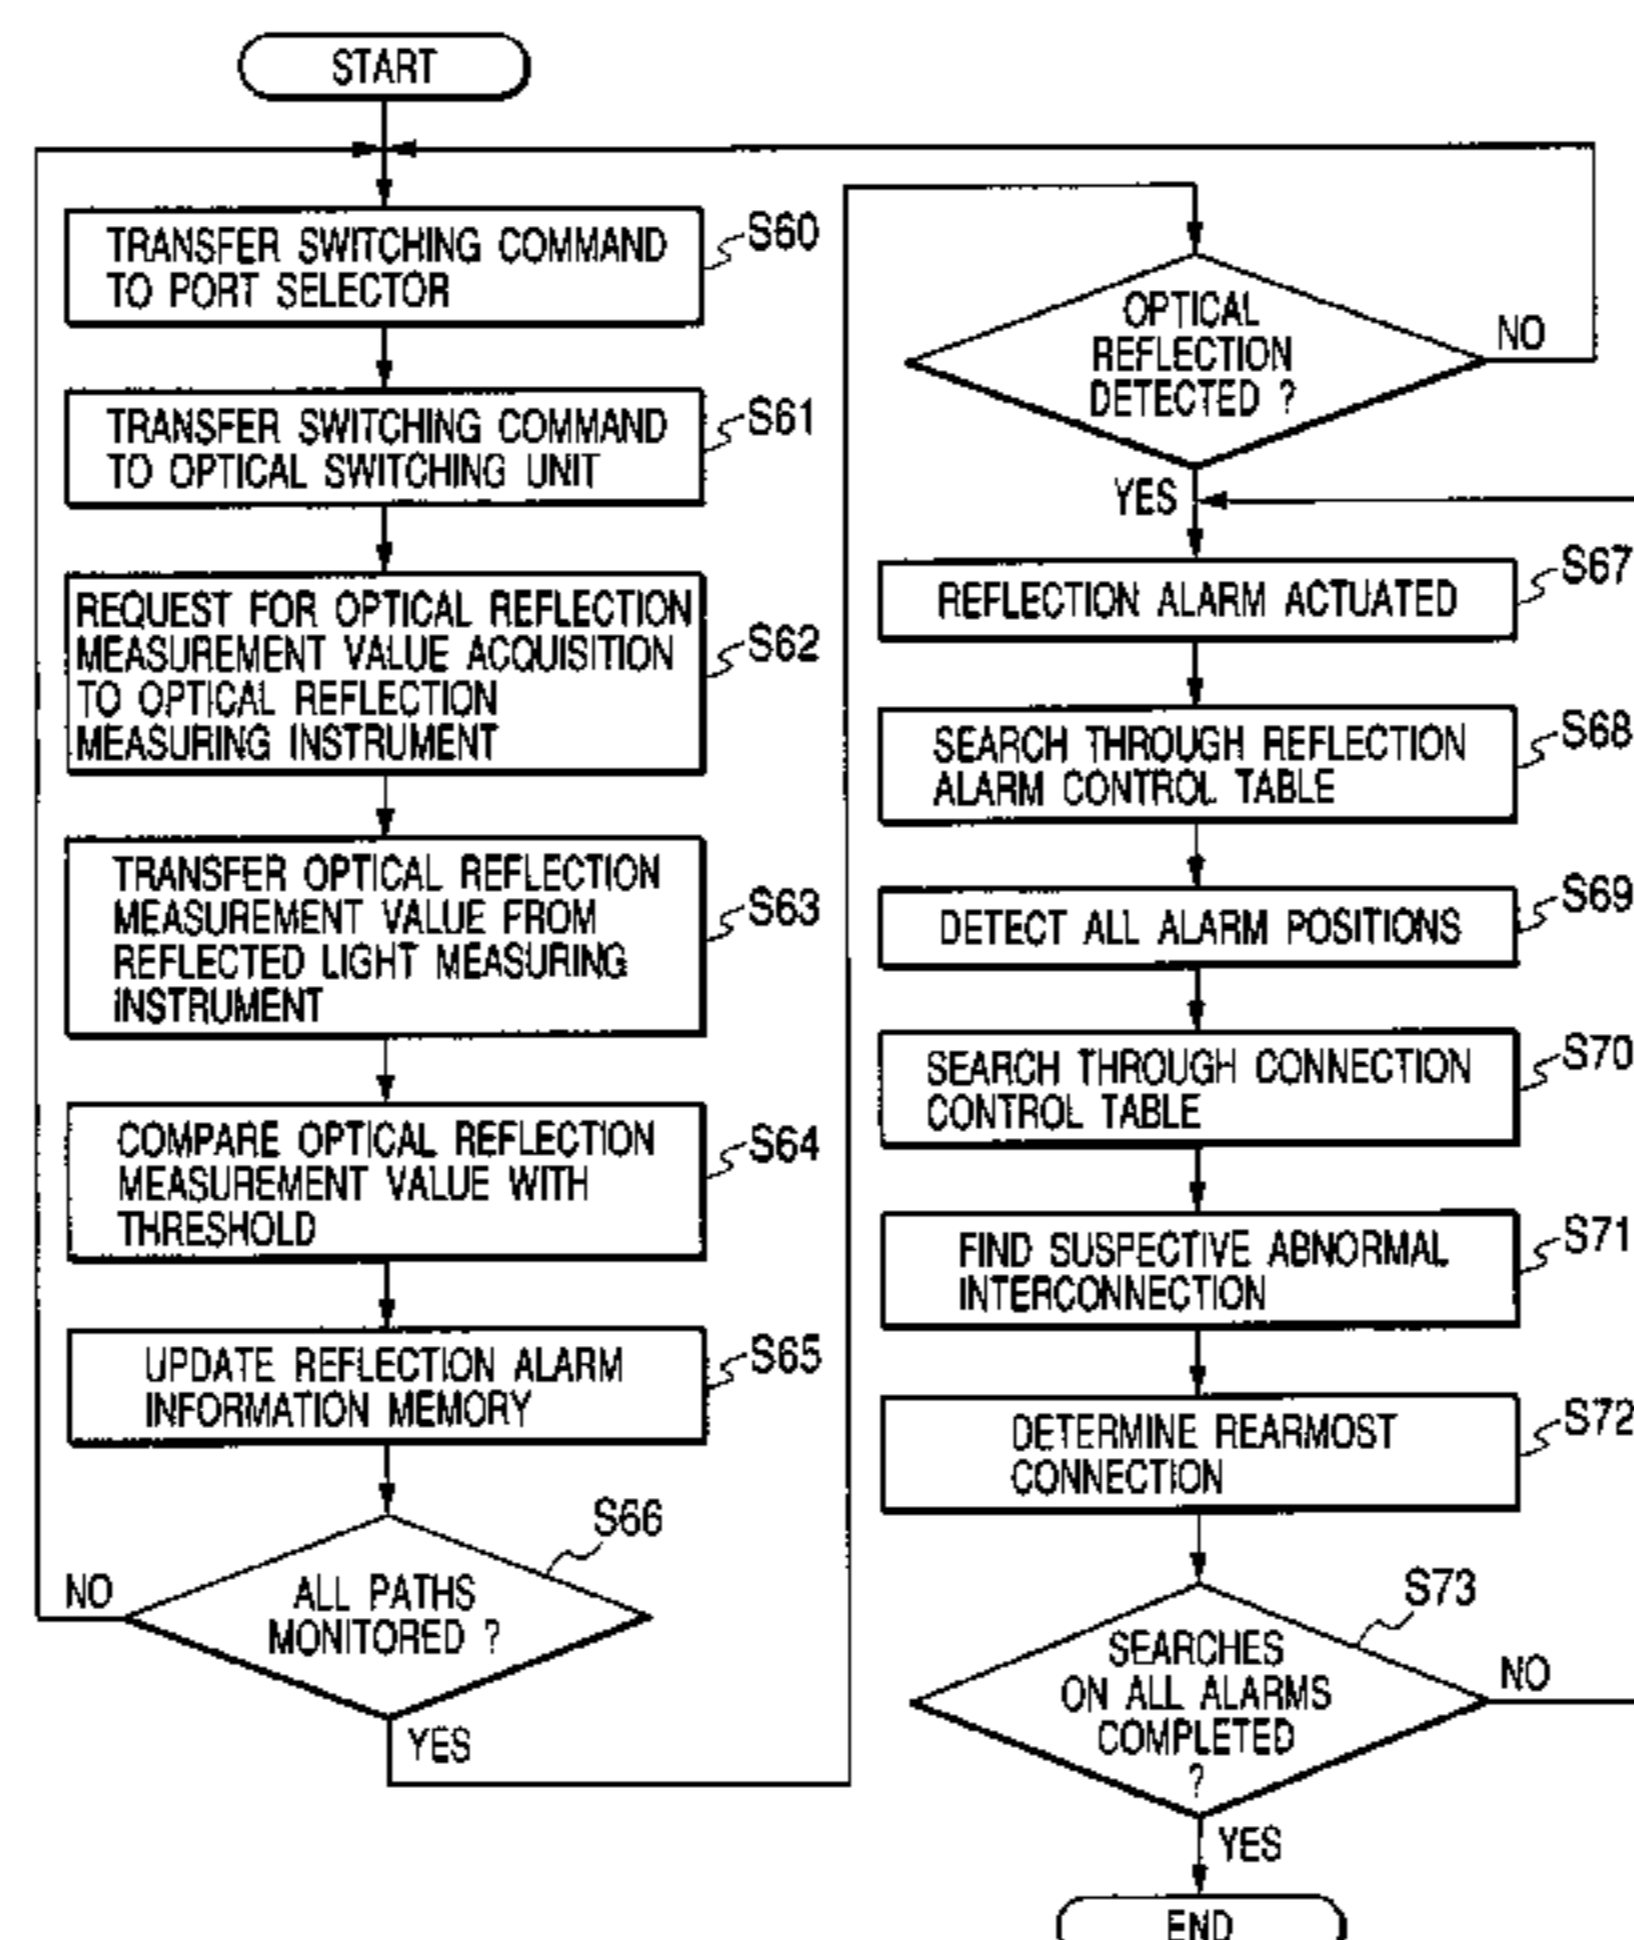 START
TRANSFER SWITCHING COMMAND
TO PORT SELECTOR
S60
TRANSFER SWITCHING COMMAND
TO OPTICAL SWITCHING UNIT
S61
REQUEST FOR OPTICAL REFLECTION
MEASUREMENT VALUE ACQUISITION
TO OPTICAL REFLECTION
MEASURING INSTRUMENT
S62
TRANSFER OPTICAL REFLECTION
MEASUREMENT VALUE FROM
REFLECTED LIGHT MEASURING
INSTRUMENT
S63
COMPARE OPTICAL REFLECTION
MEASUREMENT VALUE WITH
THRESHOLD
S64
UPDATE REFLECTION ALARM
INFORMATION MEMORY
S65
S66
ALL PATHS
MONITORED ?
NO
YES
OPTICAL
REFLECTION
DETECTED ?
NO
YES
REFLECTION ALARM ACTUATED
S67
SEARCH THROUGH REFLECTION
ALARM CONTROL TABLE
S68
DETECT ALL ALARM POSITIONS
S69
SEARCH THROUGH CONNECTION
CONTROL TABLE
S70
FIND SUSPECTIVE ABNORMAL
INTERCONNECTION
S71
DETERMINE REARMOST
CONNECTION
S72
S73
SEARCHES
ON ALL ALARMS
COMPLETED
?
NO
YES
END